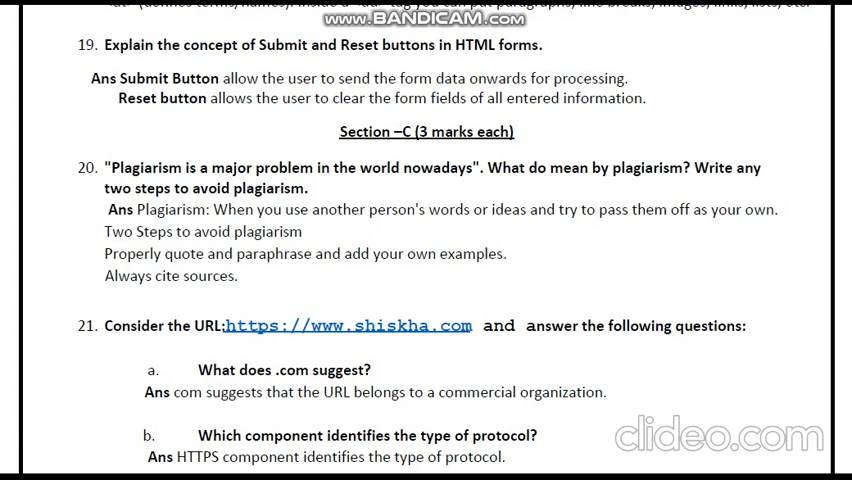 www.BANDICAM.com
19. Explain the concept of Submit and Reset buttons in HTML forms.
Ans Submit Button allow the user to send the form data onwards for processing.
Reset button allows the user to clear the form fields of all entered information.
Section –C (3 marks each)
20. "Plagiarism is a major problem in the world nowadays". What do mean by plagiarism? Write any
two steps to avoid plagiarism.
Ans Plagiarism: When you use another person's words or ideas and try to pass them off as your own.
Two Steps to avoid plagiarism
Properly quote and paraphrase and add your own examples.
Always cite sources.
21. Consider the URL:https://www.shiskha.com and answer the following questions:
a. What does .com suggest?
Ans com suggests that the URL belongs to a commercial organization.
b. Which component identifies the type of protocol?
Ans HTTPS component identifies the type of protocol.
clideo.com